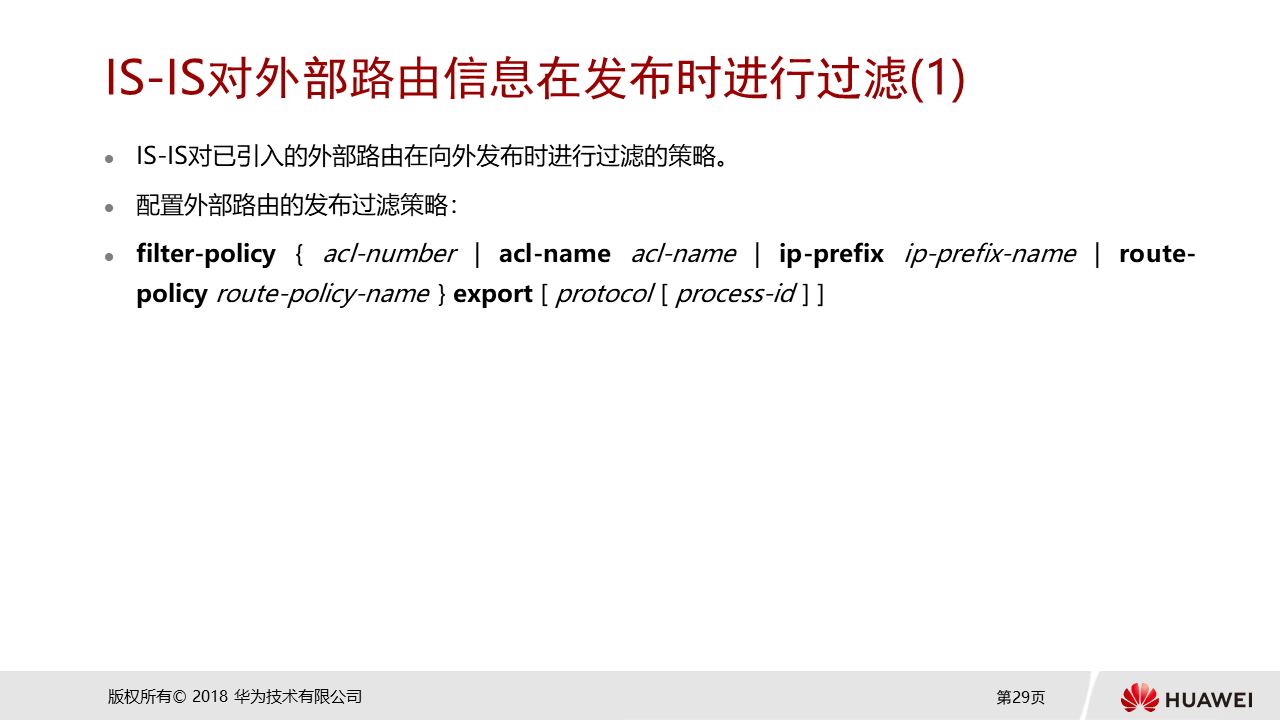 IS-IS对外部路由信息在发布时进行过滤(1)
IS-IS对已引入的外部路由在向外发布时进行过滤的策略。
配置外部路由的发布过滤策略：
filter-policy { acl-number | acl-name acl-name | ip-prefix ip-prefix-name | route-
policy route-policy-name } export [ protocol [ process-id ] ]
版权所有© 2018 华为技术有限公司
第29页
HUAWEI